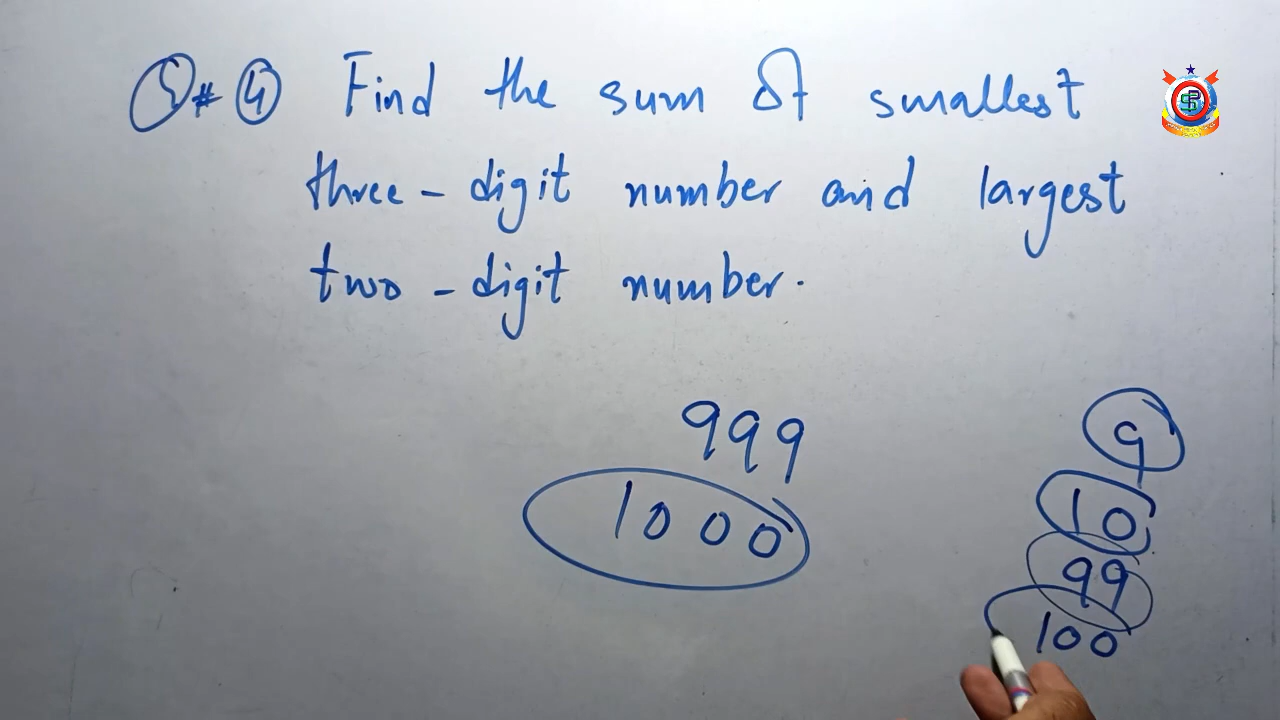 Q # 4 Find the sum of smallest
three-digit number and largest
two-digit number.
999
1000
9
10
99
100